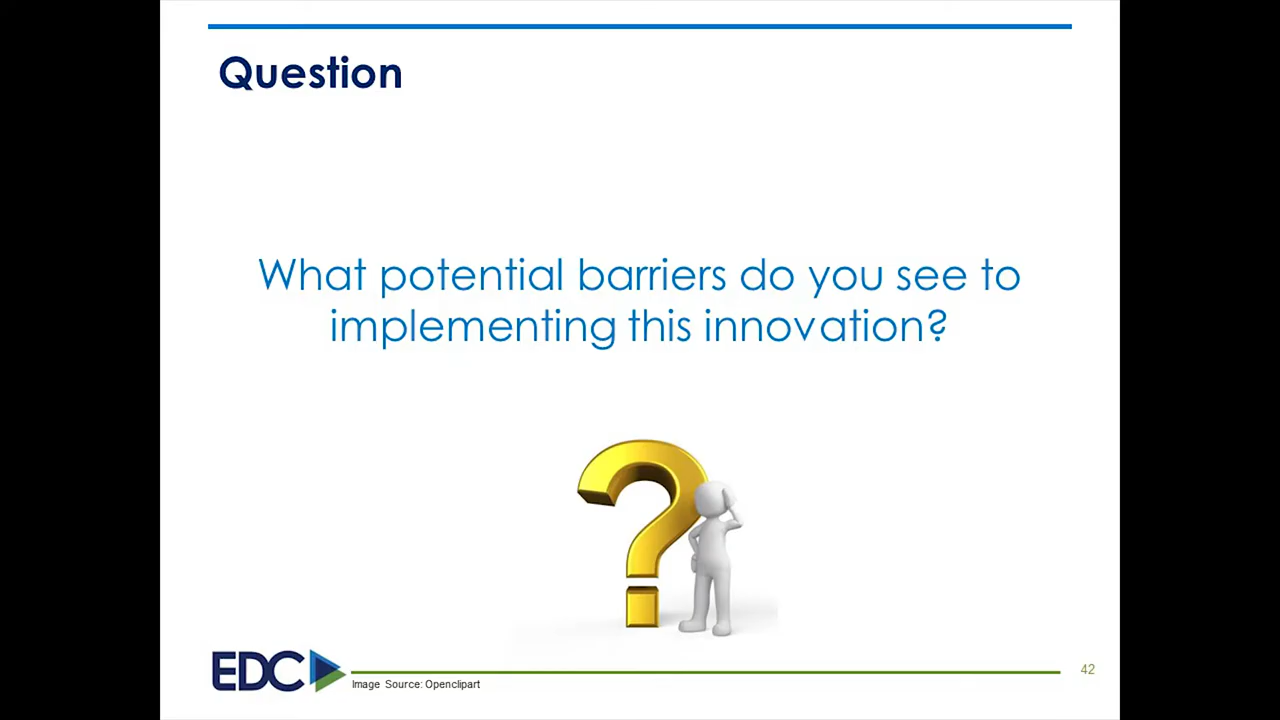 Question
What potential barriers do you see to
implementing this innovation?
EDC
Image Source: Openclipart
42